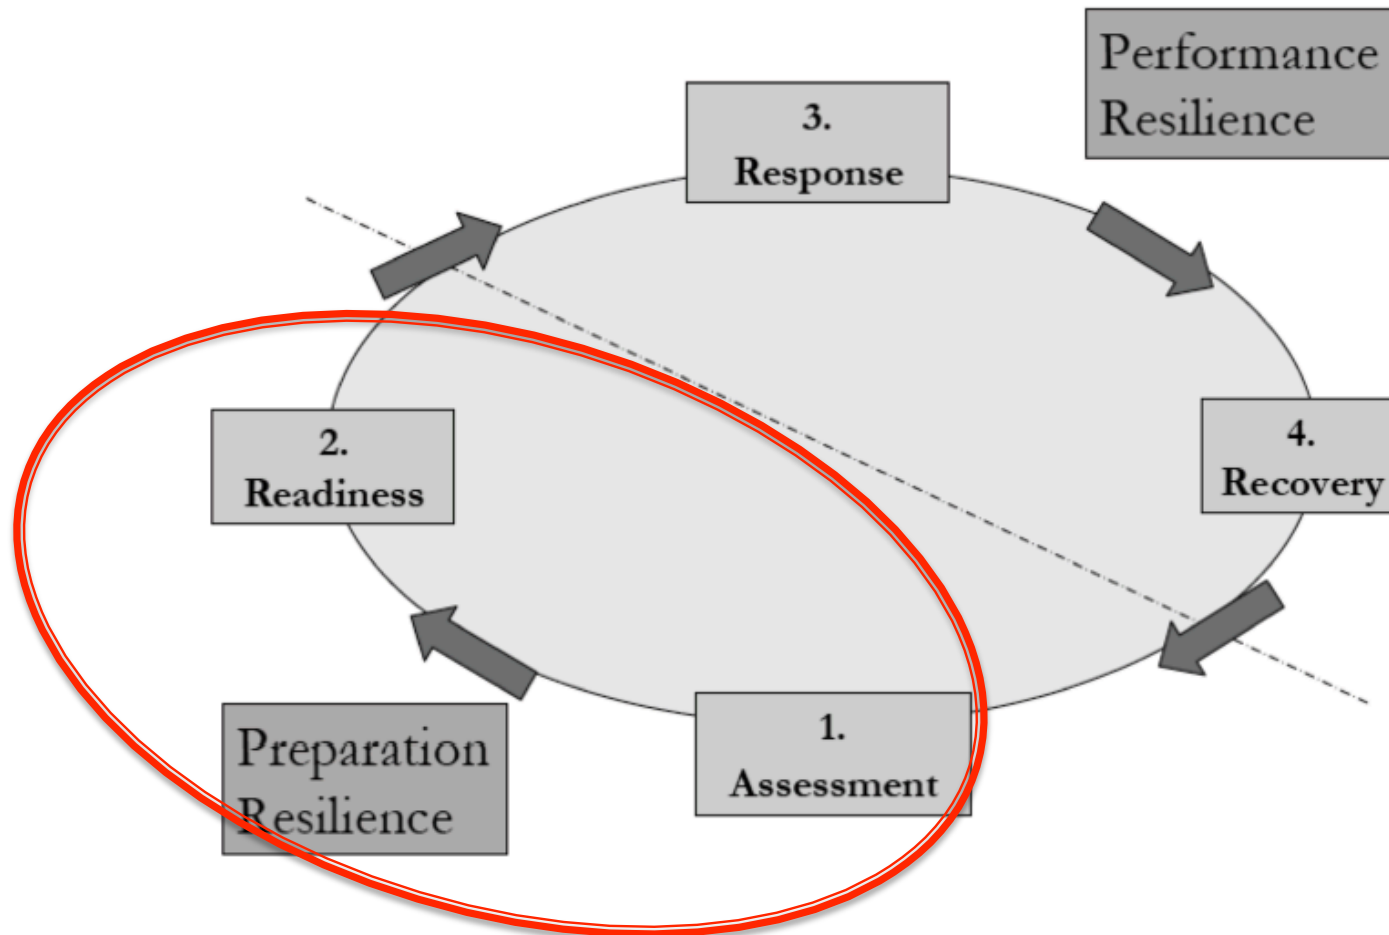 Performance
Resilience
3.
Response
2.
Readiness
4.
Recovery
Preparation
Resilience
1.
Assessment